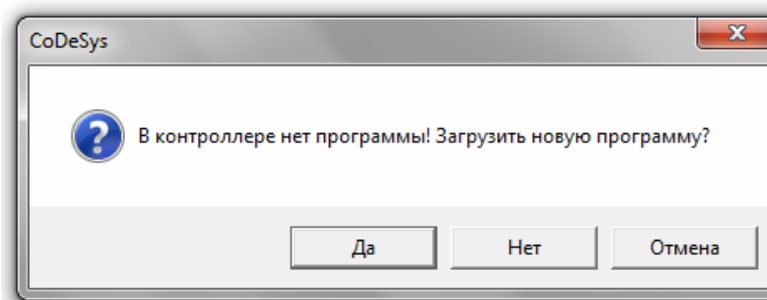 CoDeSys
В контроллере нет программы! Загрузить новую программу?
Да
Нет
Отмена